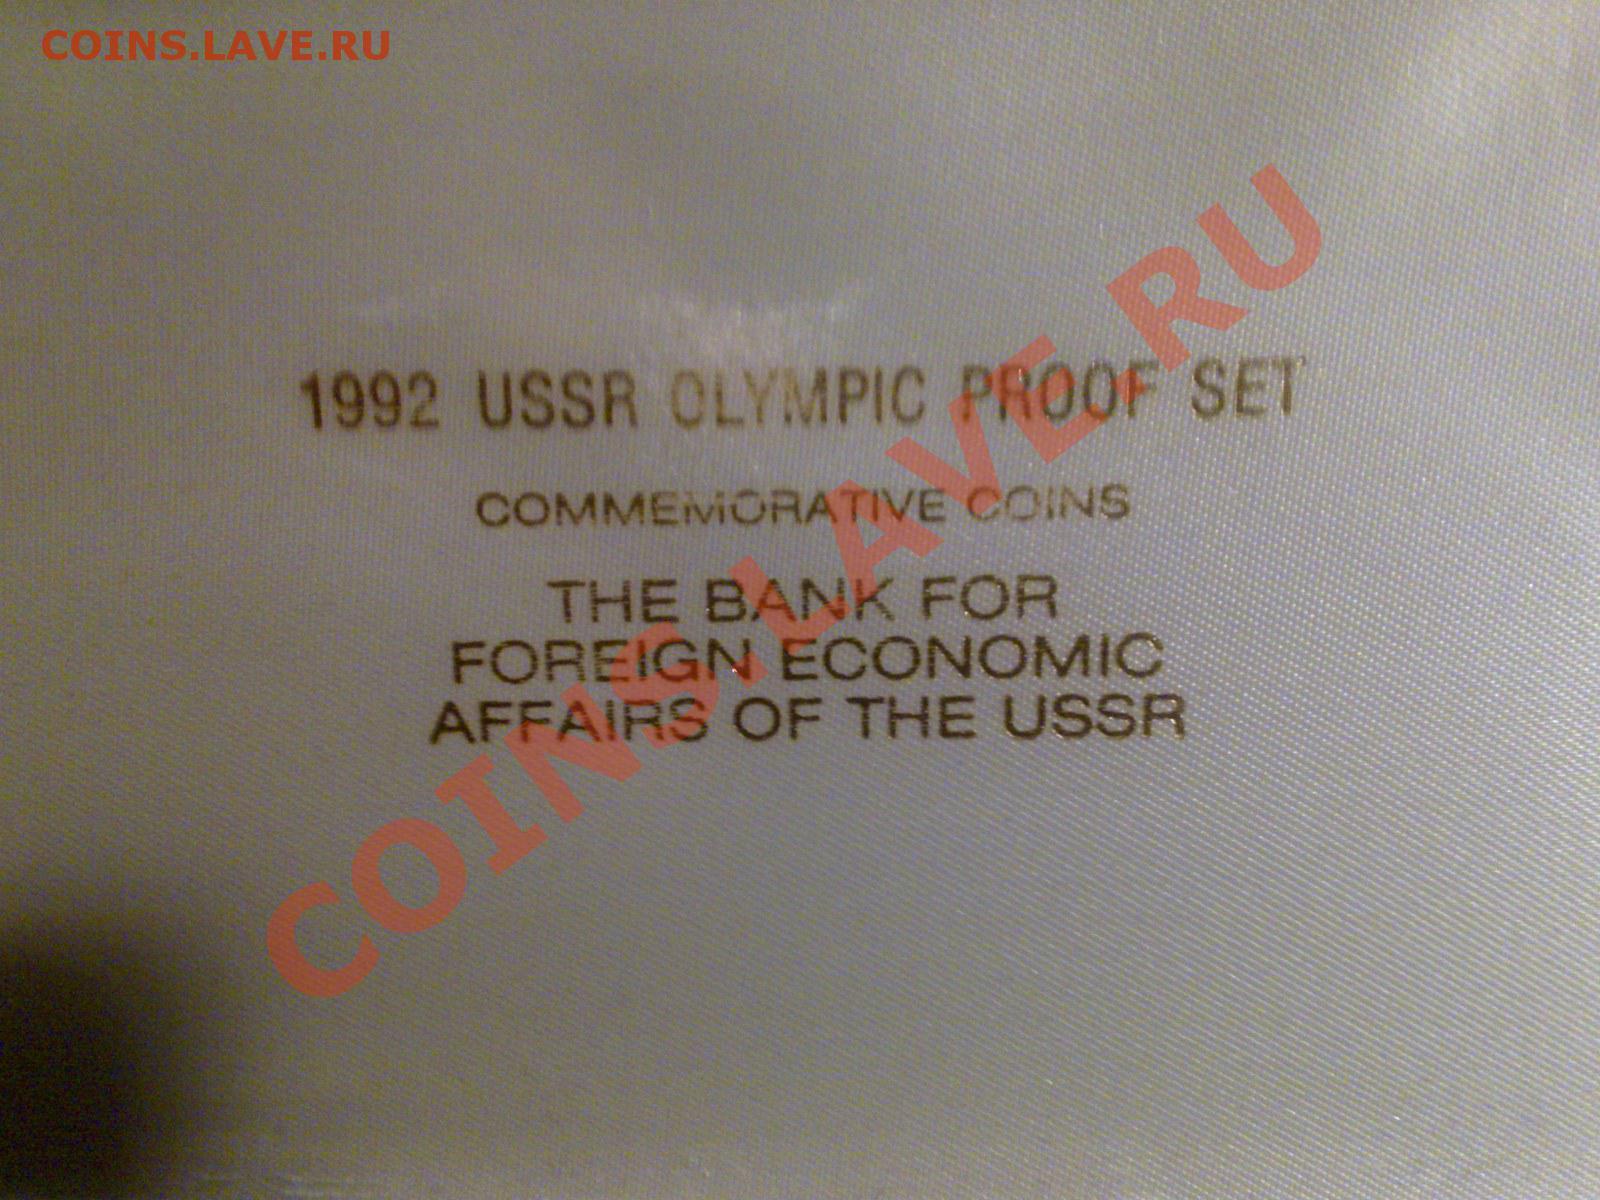 COINS.LAVE.RU
1992 USSR OLYMPIC PROOF SET
COMMEMORATIVE COINS
THE BANK FOR
FOREIGN ECONOMIC
AFFAIRS OF THE USSR
COINS.LAVE.RU